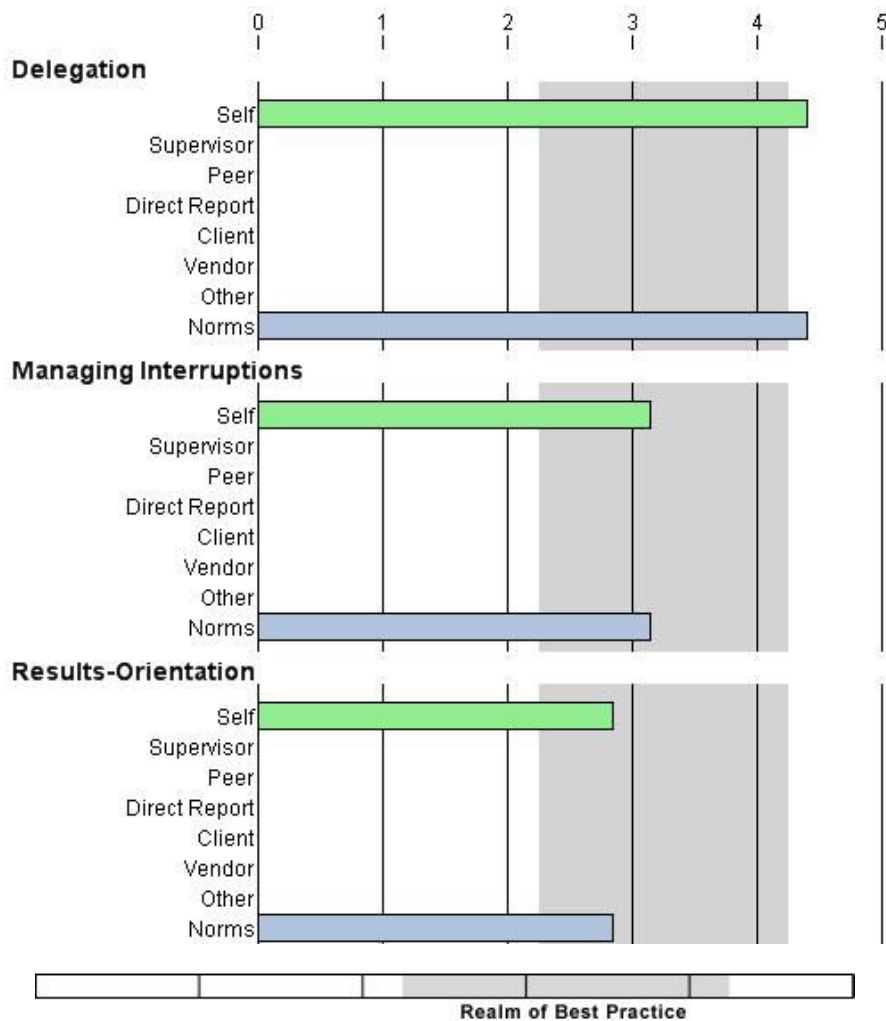 0 1 2 3 4 5
Delegation
Self
Supervisor
Peer
Direct Report
Client
Vendor
Other
Norms
Managing Interruptions
Self
Supervisor
Peer
Direct Report
Client
Vendor
Other
Norms
Results-Orientation
Self
Supervisor
Peer
Direct Report
Client
Vendor
Other
Norms
Realm of Best Practice